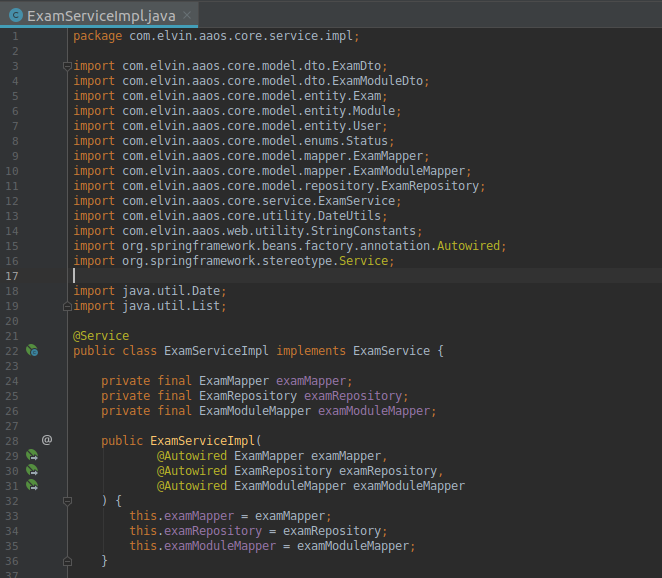 ExamServiceImpl.java
1 package com.elvin.aaos.core.service.impl;
2
3 import com.elvin.aaos.core.model.dto.ExamDto;
4 import com.elvin.aaos.core.model.dto.ExamModuleDto;
5 import com.elvin.aaos.core.model.entity.Exam;
6 import com.elvin.aaos.core.model.entity.Module;
7 import com.elvin.aaos.core.model.entity.User;
8 import com.elvin.aaos.core.model.enums.Status;
9 import com.elvin.aaos.core.model.mapper.ExamMapper;
10 import com.elvin.aaos.core.model.mapper.ExamModuleMapper;
11 import com.elvin.aaos.core.model.repository.ExamRepository;
12 import com.elvin.aaos.core.service.ExamService;
13 import com.elvin.aaos.core.utility.DateUtils;
14 import com.elvin.aaos.web.utility.StringConstants;
15 import org.springframework.beans.factory.annotation.Autowired;
16 import org.springframework.stereotype.Service;
17
18 import java.util.Date;
19 import java.util.List;
20
21 @Service
22 public class ExamServiceImpl implements ExamService {
23
24     private final ExamMapper examMapper;
25     private final ExamRepository examRepository;
26     private final ExamModuleMapper examModuleMapper;
27
28 @     public ExamServiceImpl(
29             @Autowired ExamMapper examMapper,
30             @Autowired ExamRepository examRepository,
31             @Autowired ExamModuleMapper examModuleMapper
32     ) {
33         this.examMapper = examMapper;
34         this.examRepository = examRepository;
35         this.examModuleMapper = examModuleMapper;
36     }
37